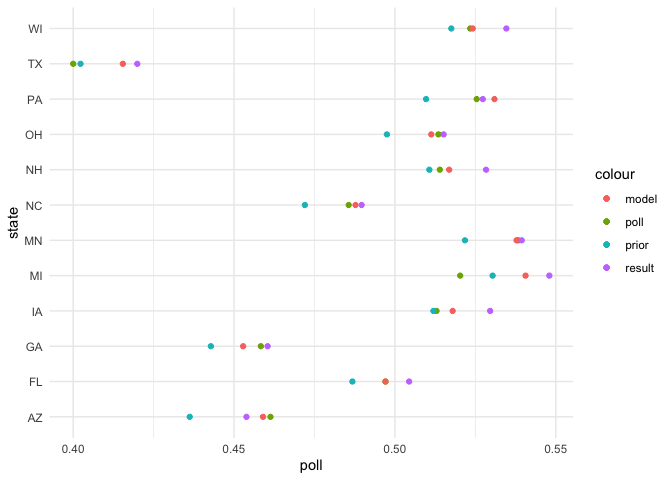 WI
TX
PA
OH
NH
NC
MN
MI
IA
GA
FL
AZ
state
0.40 0.45 0.50 0.55
poll
colour
model
poll
prior
result